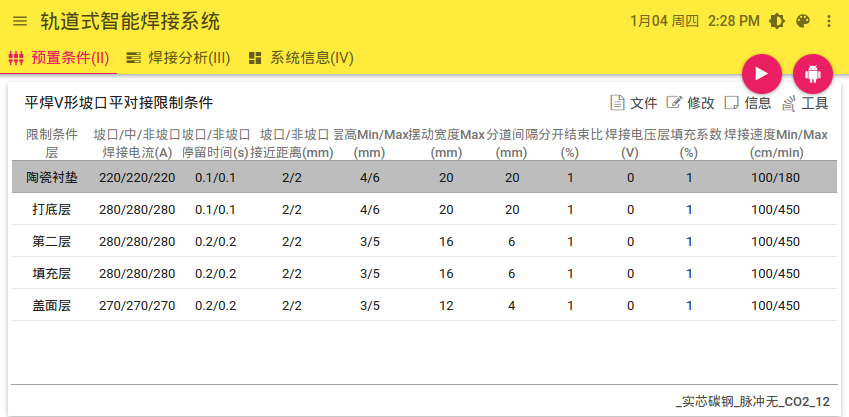 轨道式智能焊接系统 1月04 周四 2:28 PM
预置条件(II) 焊接分析(III) 系统信息(IV)
平焊V形坡口平对接限制条件 文件 修改 信息 工具
限制条件 坡口/中/非坡口 坡口/非坡口 坡口/非坡口 层高Min/Max 摆动宽度Max 分道间隔 分开结束比 焊接电压 层填充系数 焊接速度Min/Max
层 焊接电流(A) 停留时间(s) 接近距离(mm) (mm) (mm) (mm) (%) (V) (%) (cm/min)
陶瓷衬垫 220/220/220 0.1/0.1 2/2 4/6 20 20 1 0 1 100/180
打底层 280/280/280 0.1/0.1 2/2 4/6 20 20 1 0 1 100/450
第二层 280/280/280 0.2/0.2 2/2 3/5 16 6 1 0 1 100/450
填充层 280/280/280 0.2/0.2 2/2 3/5 16 6 1 0 1 100/450
盖面层 270/270/270 0.2/0.2 2/2 3/5 12 4 1 0 1 100/450
_实芯碳钢_脉冲无_CO2_12